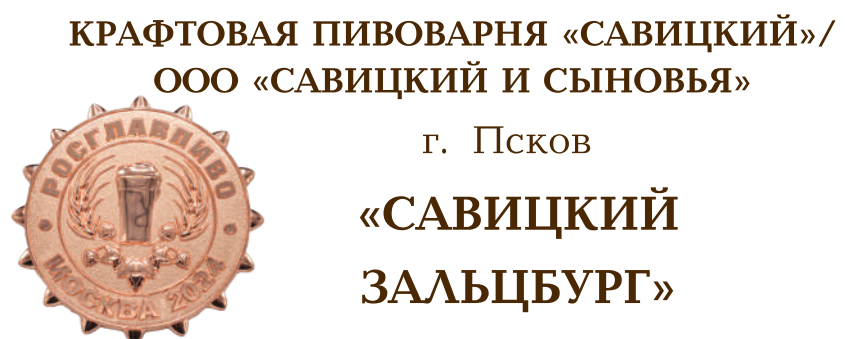 КРАФТОВАЯ ПИВОВАРНЯ «САВИЦКИЙ»/
ООО «САВИЦКИЙ И СЫНОВЬЯ»
г. Псков
«САВИЦКИЙ
ЗАЛЬЦБУРГ»
РОСГЛАВПИВО
МОСКВА 2024